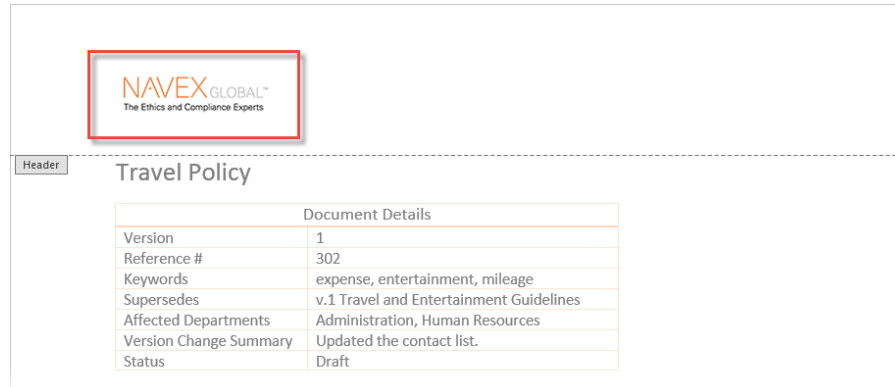 NAVEX GLOBAL™
The Ethics and Compliance Experts
Header
Travel Policy
Document Details
Version 1
Reference # 302
Keywords expense, entertainment, mileage
Supersedes v.1 Travel and Entertainment Guidelines
Affected Departments Administration, Human Resources
Version Change Summary Updated the contact list.
Status Draft